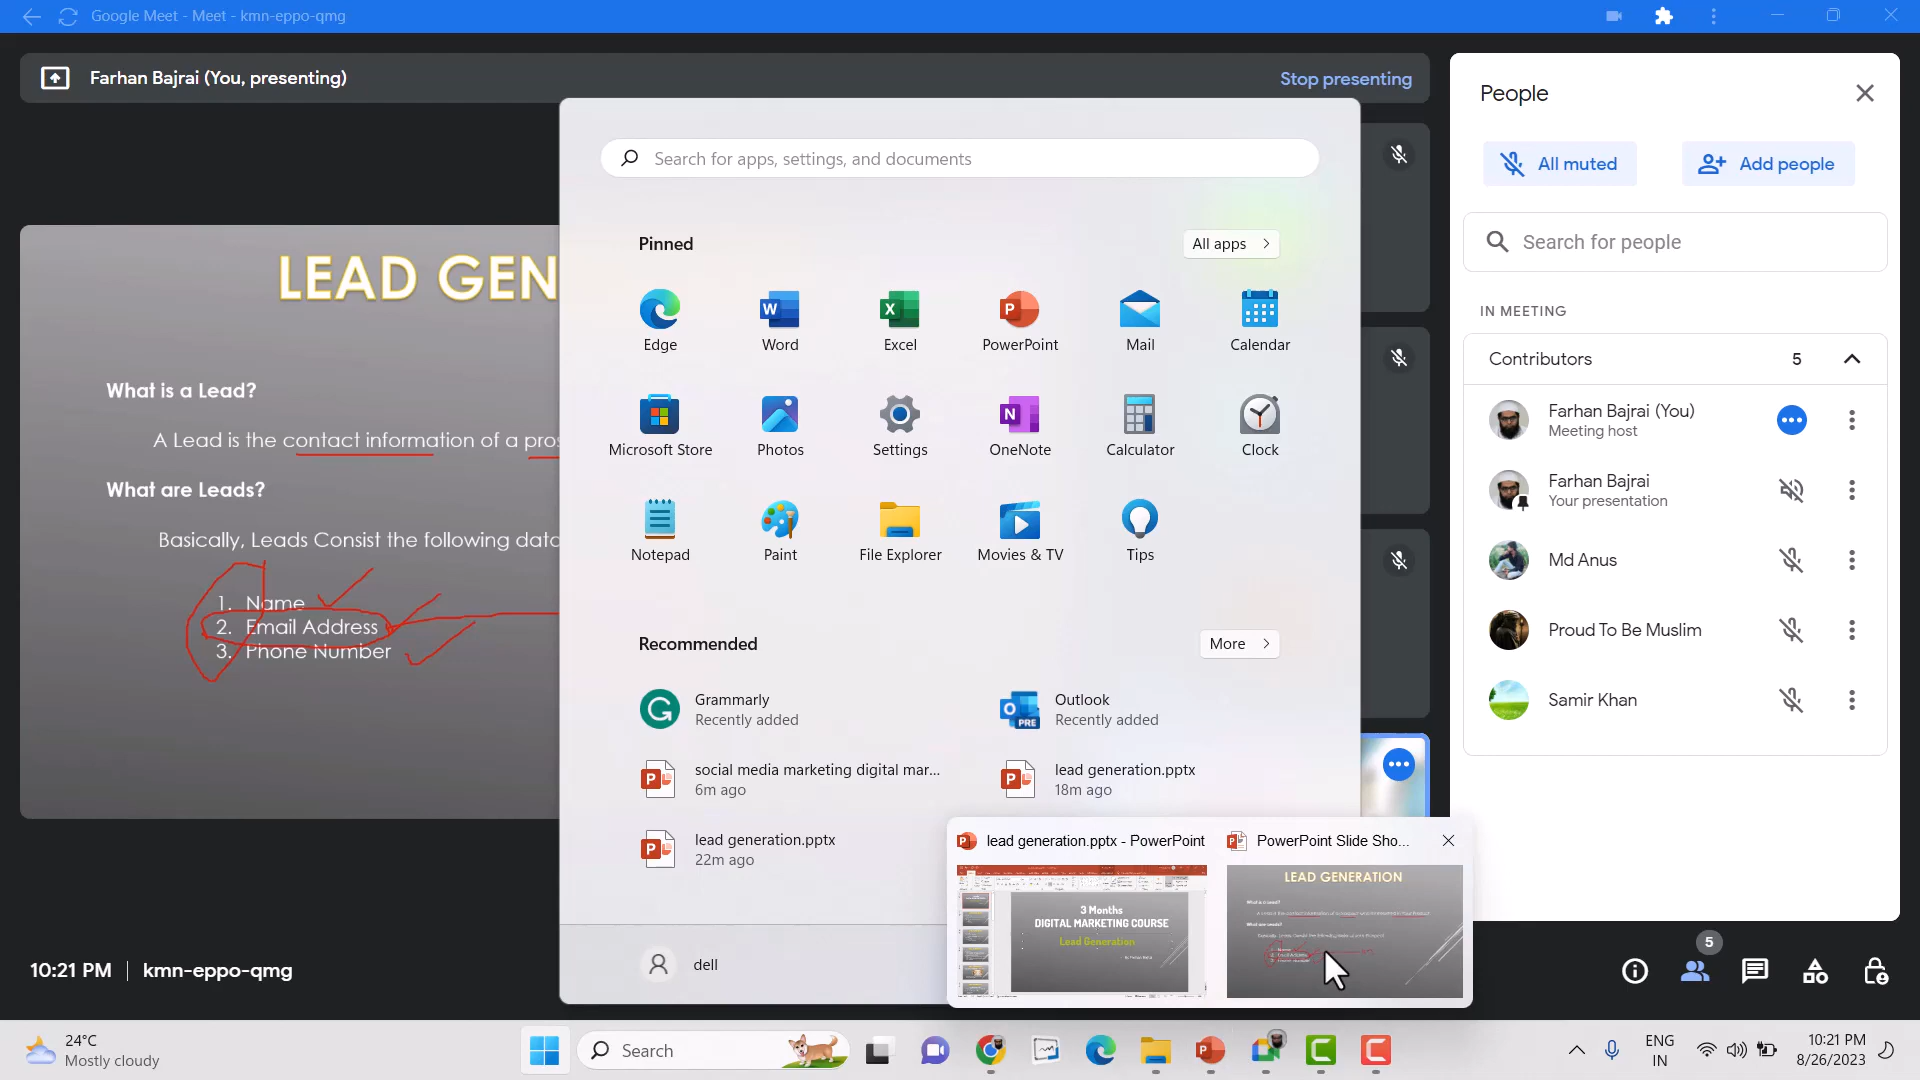 Google Meet - Meet - kmn-eppo-qmg
Farhan Bajrai (You, presenting)
Stop presenting
LEAD GEN
What is a Lead?
A Lead is the contact information of a pros
What are Leads?
Basically, Leads Consist the following data
1. Name
2. Email Address
3. Phone Number
Search for apps, settings, and documents
Pinned
All apps
Edge
Word
Excel
PowerPoint
Mail
Calendar
Microsoft Store
Photos
Settings
OneNote
Calculator
Clock
Notepad
Paint
File Explorer
Movies & TV
Tips
Recommended
More
Grammarly
Recently added
Outlook
Recently added
social media marketing digital mar...
6m ago
lead generation.pptx
18m ago
lead generation.pptx
22m ago
dell
lead generation.pptx - PowerPoint
3 Months
DIGITAL MARKETING COURSE
Lead Generation
PowerPoint Slide Sho...
LEAD GENERATION
People
All muted
Add people
Search for people
IN MEETING
Contributors
5
Farhan Bajrai (You)
Meeting host
Farhan Bajrai
Your presentation
Md Anus
Proud To Be Muslim
Samir Khan
5
10:21 PM
kmn-eppo-qmg
24°C
Mostly cloudy
Search
ENG
IN
10:21 PM
8/26/2023